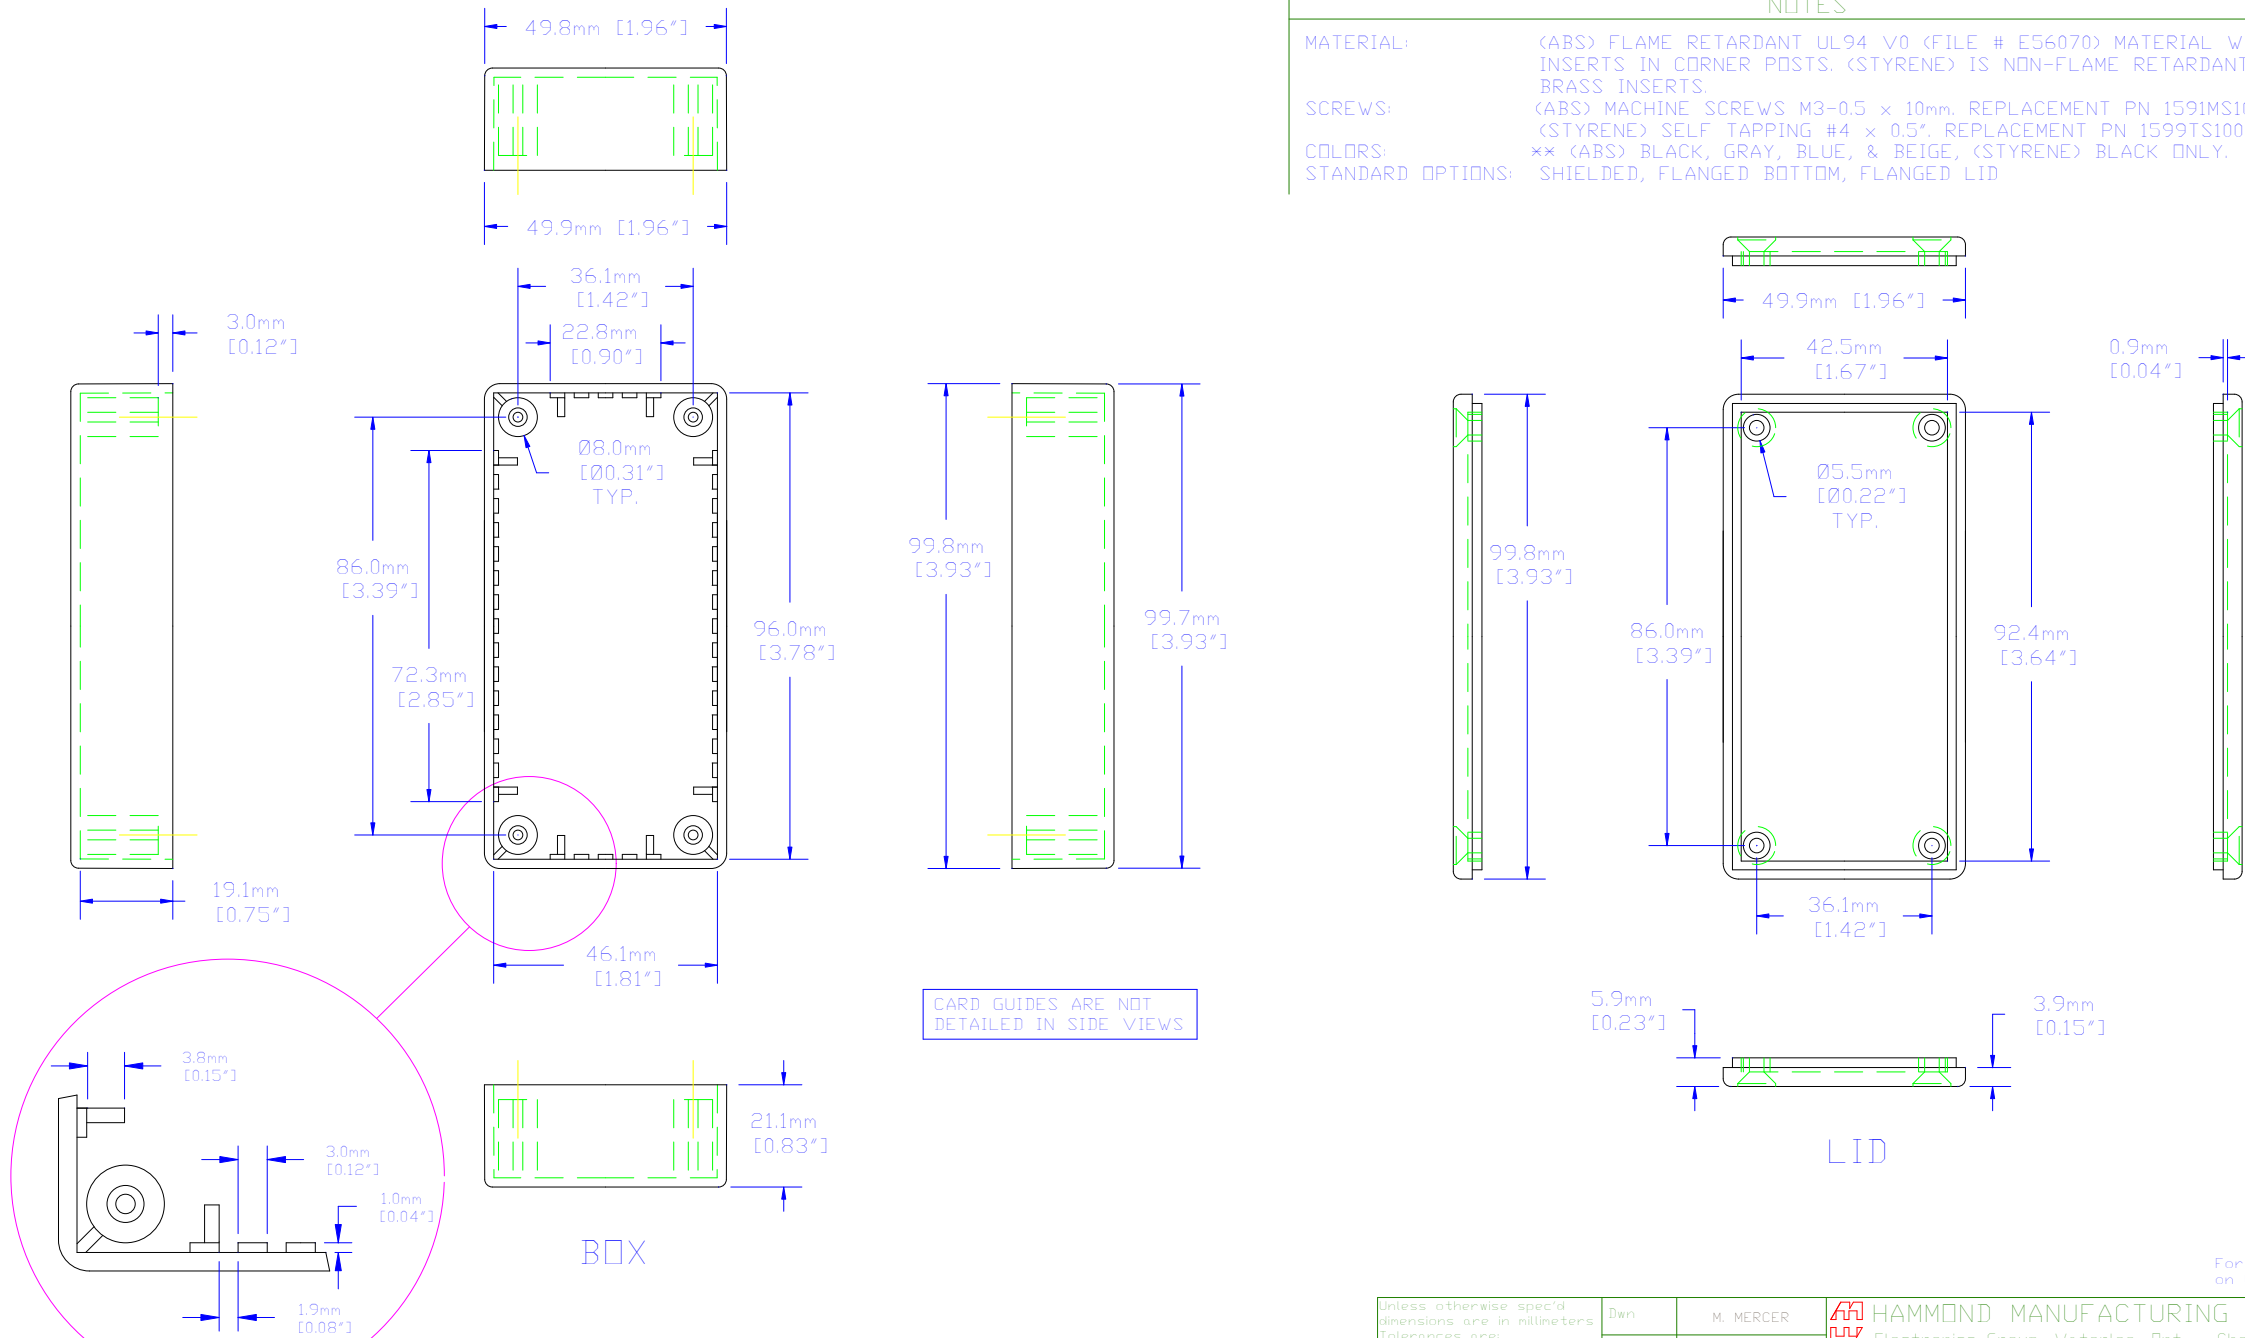 NOTES
MATERIAL: (ABS) FLAME RETARDANT UL94 V0 (FILE # E56070) MATERIAL
INSERTS IN CORNER POSTS. (STYRENE) IS NON-FLAME RETARDANT
BRASS INSERTS.
SCREWS: (ABS) MACHINE SCREWS M3-0.5 x 10mm. REPLACEMENT PN
(STYRENE) SELF TAPPING #4 x 0.5". REPLACEMENT PN 1599TS100
COLORS: ** (ABS) BLACK, GRAY, BLUE, & BEIGE, (STYRENE) BLACK ONLY.
STANDARD OPTIONS: SHIELDED, FLANGED BOTTOM, FLANGED LID
49.8mm [1.96"]
49.9mm [1.96"]
36.1mm
[1.42"]
22.8mm
[0.90"]
3.0mm
[0.12"]
Ø8.0mm
[Ø0.31"]
TYP.
86.0mm
[3.39"]
72.3mm
[2.85"]
96.0mm
[3.78"]
99.8mm
[3.93"]
99.7mm
[3.93"]
19.1mm
[0.75"]
46.1mm
[1.81"]
CARD GUIDES ARE NOT
DETAILED IN SIDE VIEWS
3.8mm
[0.15"]
3.0mm
[0.12"]
1.0mm
[0.04"]
1.9mm
[0.08"]
21.1mm
[0.83"]
BOX
49.9mm [1.96"]
42.5mm
[1.67"]
0.9mm
[0.04"]
Ø5.5mm
[Ø0.22"]
TYP.
99.8mm
[3.93"]
86.0mm
[3.39"]
92.4mm
[3.64"]
36.1mm
[1.42"]
5.9mm
[0.23"]
3.9mm
[0.15"]
LID
For
on
Unless otherwise spec'd
dimensions are in millimeters
Tolerances are:
Dwn
M. MERCER
HAMMOND MANUFACTURING